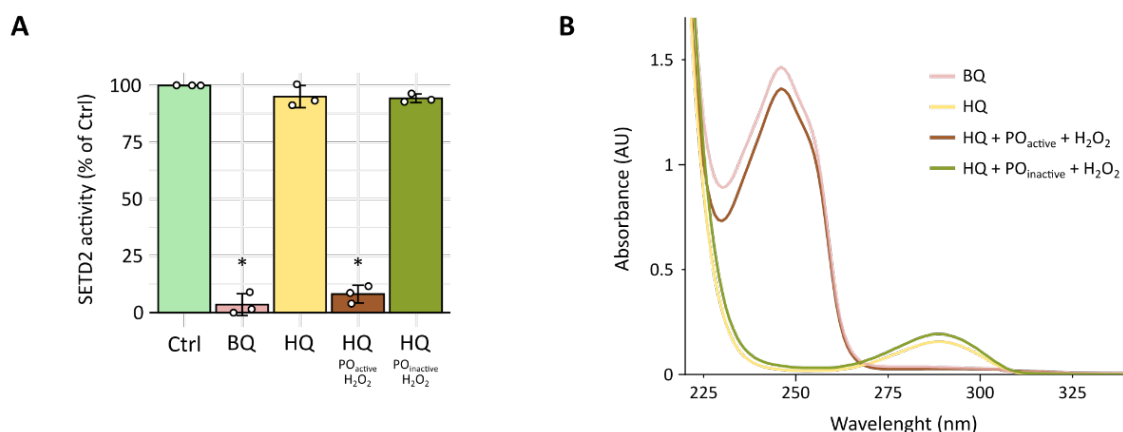 A
SETD2 activity (% of Ctrl)
100
75
50
25
0
*
*
Ctrl
BQ
HQ
HQ
POactive
H2O2
HQ
POinactive
H2O2
B
Absorbance (AU)
1.5
1
0.5
0
225
250
275
300
325
Wavelenght (nm)
BQ
HQ
HQ + POactive + H2O2
HQ + POinactive + H2O2